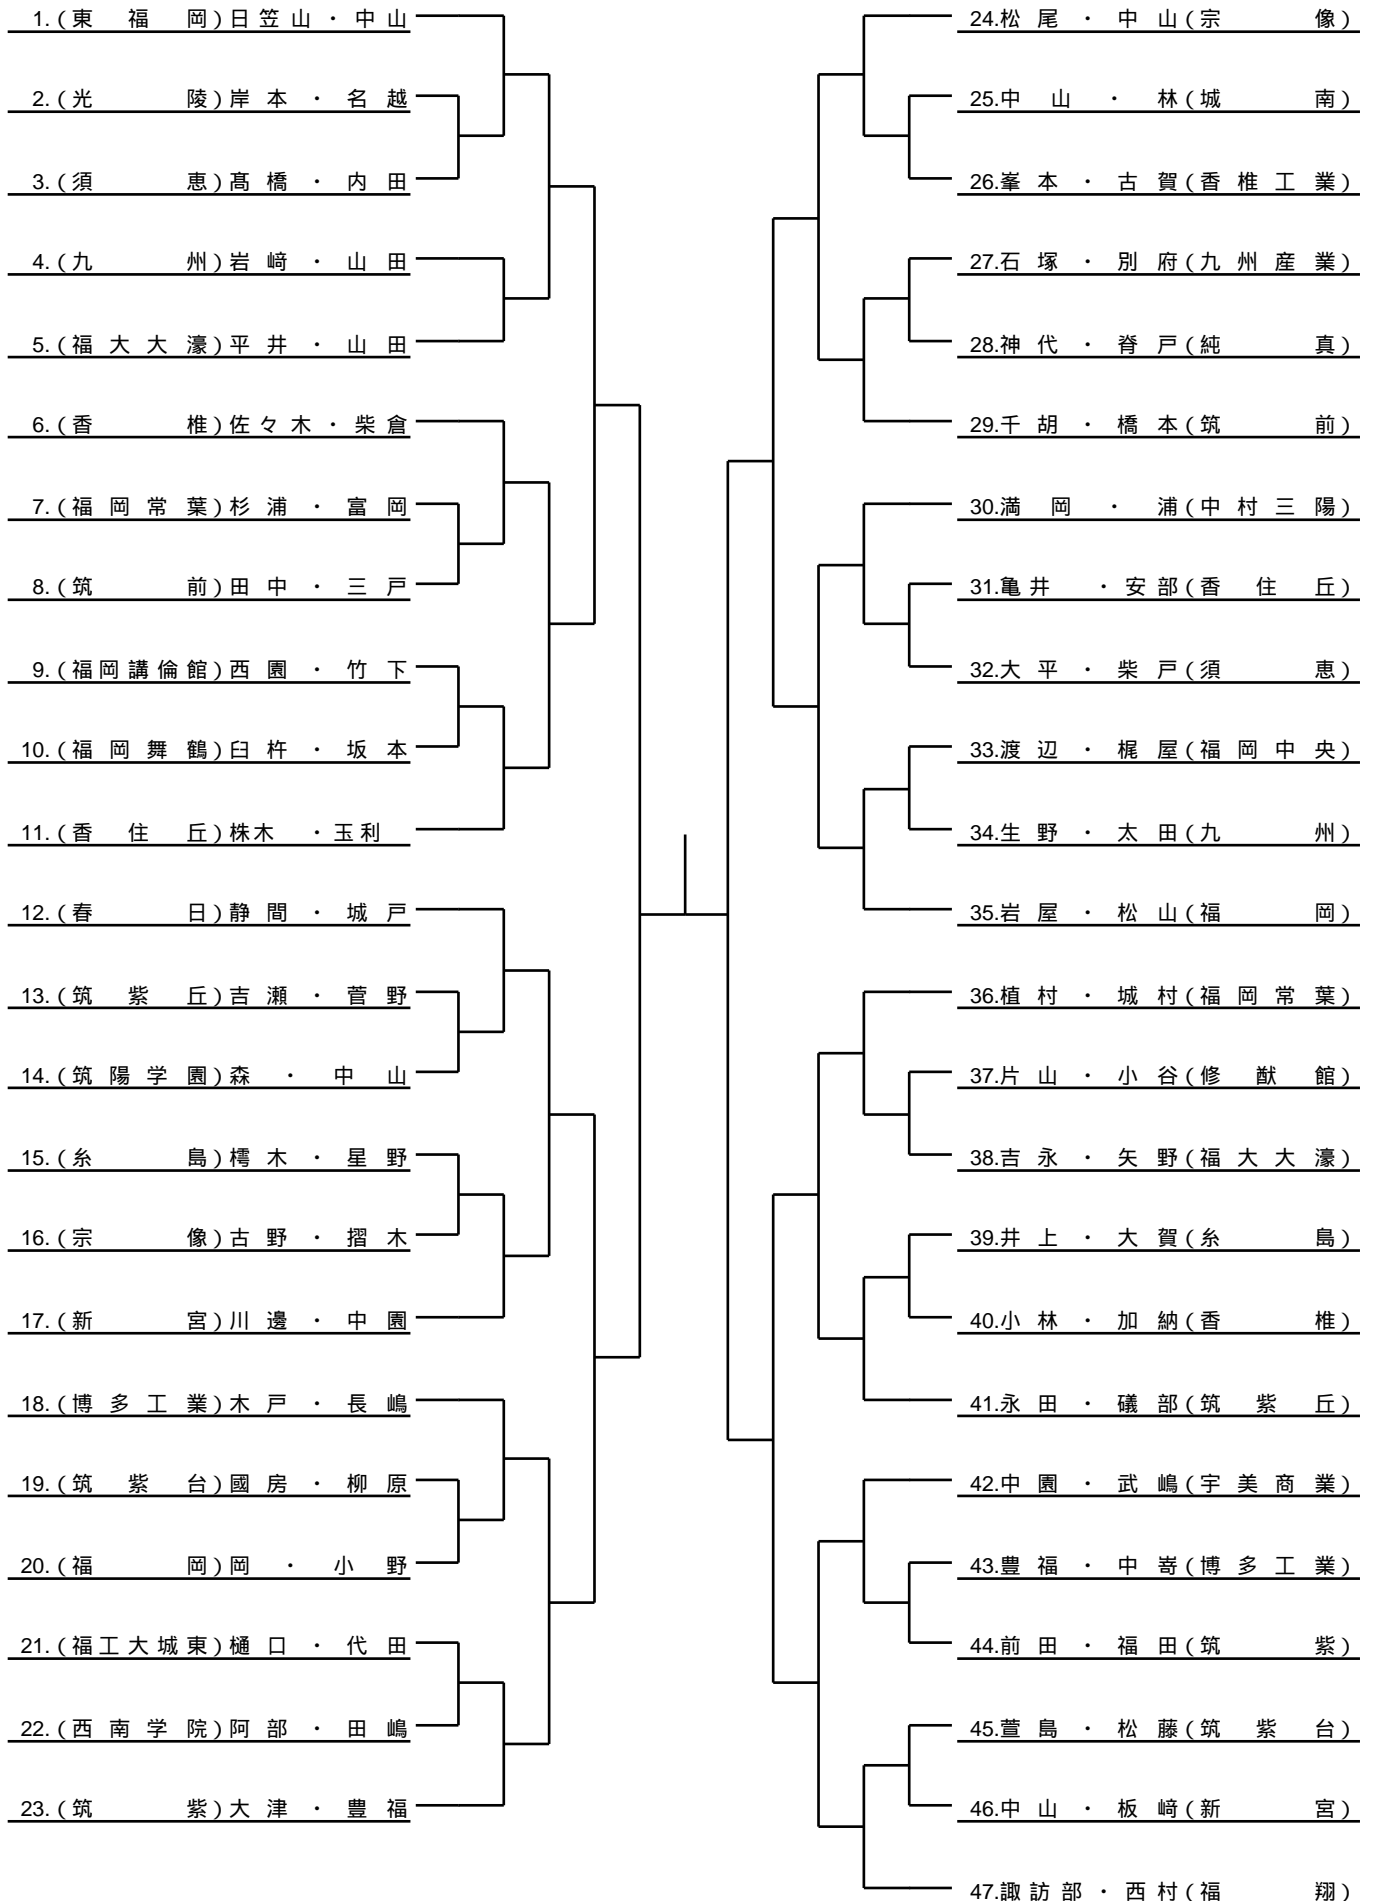 1.(東福岡)日笠山・中山
2.(光陵)岸本・名越
3.(須恵)髙橋・内田
4.(九州)岩﨑・山田
5.(福大大濠)平井・山田
6.(香椎)佐々木・柴倉
7.(福岡常葉)杉浦・富岡
8.(筑前)田中・三戸
9.(福岡講倫館)西園・竹下
10.(福岡舞鶴)臼杵・坂本
11.(香住丘)株木・玉利
12.(春日)静間・城戸
13.(筑紫丘)吉瀬・菅野
14.(筑陽学園)森・中山
15.(糸島)樗木・星野
16.(宗像)古野・摺木
17.(新宮)川邊・中園
18.(博多工業)木戸・長嶋
19.(筑紫台)國房・柳原
20.(福岡)岡・小野
21.(福工大城東)樋口・代田
22.(西南学院)阿部・田嶋
23.(筑紫)大津・豊福
24.松尾・中山(宗像)
25.中山・林(城南)
26.峯本・古賀(香椎工業)
27.石塚・別府(九州産業)
28.神代・脊戸(純真)
29.千胡・橋本(筑前)
30.満岡・浦(中村三陽)
31.亀井・安部(香住丘)
32.大平・柴戸(須恵)
33.渡辺・梶屋(福岡中央)
34.生野・太田(九州)
35.岩屋・松山(福岡)
36.植村・城村(福岡常葉)
37.片山・小谷(修猷館)
38.吉永・矢野(福大大濠)
39.井上・大賀(糸島)
40.小林・加納(香椎)
41.永田・礒部(筑紫丘)
42.中園・武嶋(宇美商業)
43.豊福・中嵜(博多工業)
44.前田・福田(筑紫)
45.萱島・松藤(筑紫台)
46.中山・板﨑(新宮)
47.諏訪部・西村(福翔)